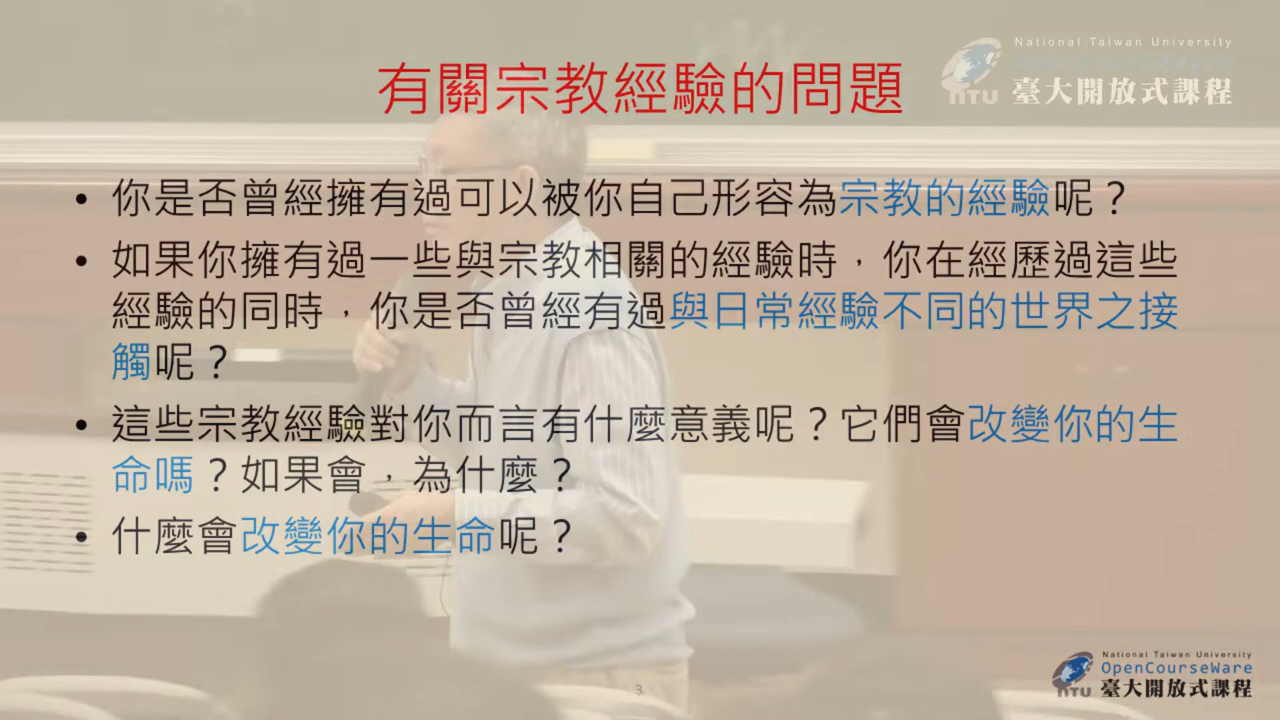 National Taiwan University
臺大開放式課程
NTU
有關宗教經驗的問題
• 你是否曾經擁有過可以被你自己形容為宗教的經驗呢？
• 如果你擁有過一些與宗教相關的經驗時，你在經歷過這些
經驗的同時，你是否曾經有過與日常經驗不同的世界之接
觸呢？
• 這些宗教經驗對你而言有什麼意義呢？它們會改變你的生
命嗎？如果會，為什麼？
• 什麼會改變你的生命呢？
3
National Taiwan University
OpenCourseWare
NTU
臺大開放式課程